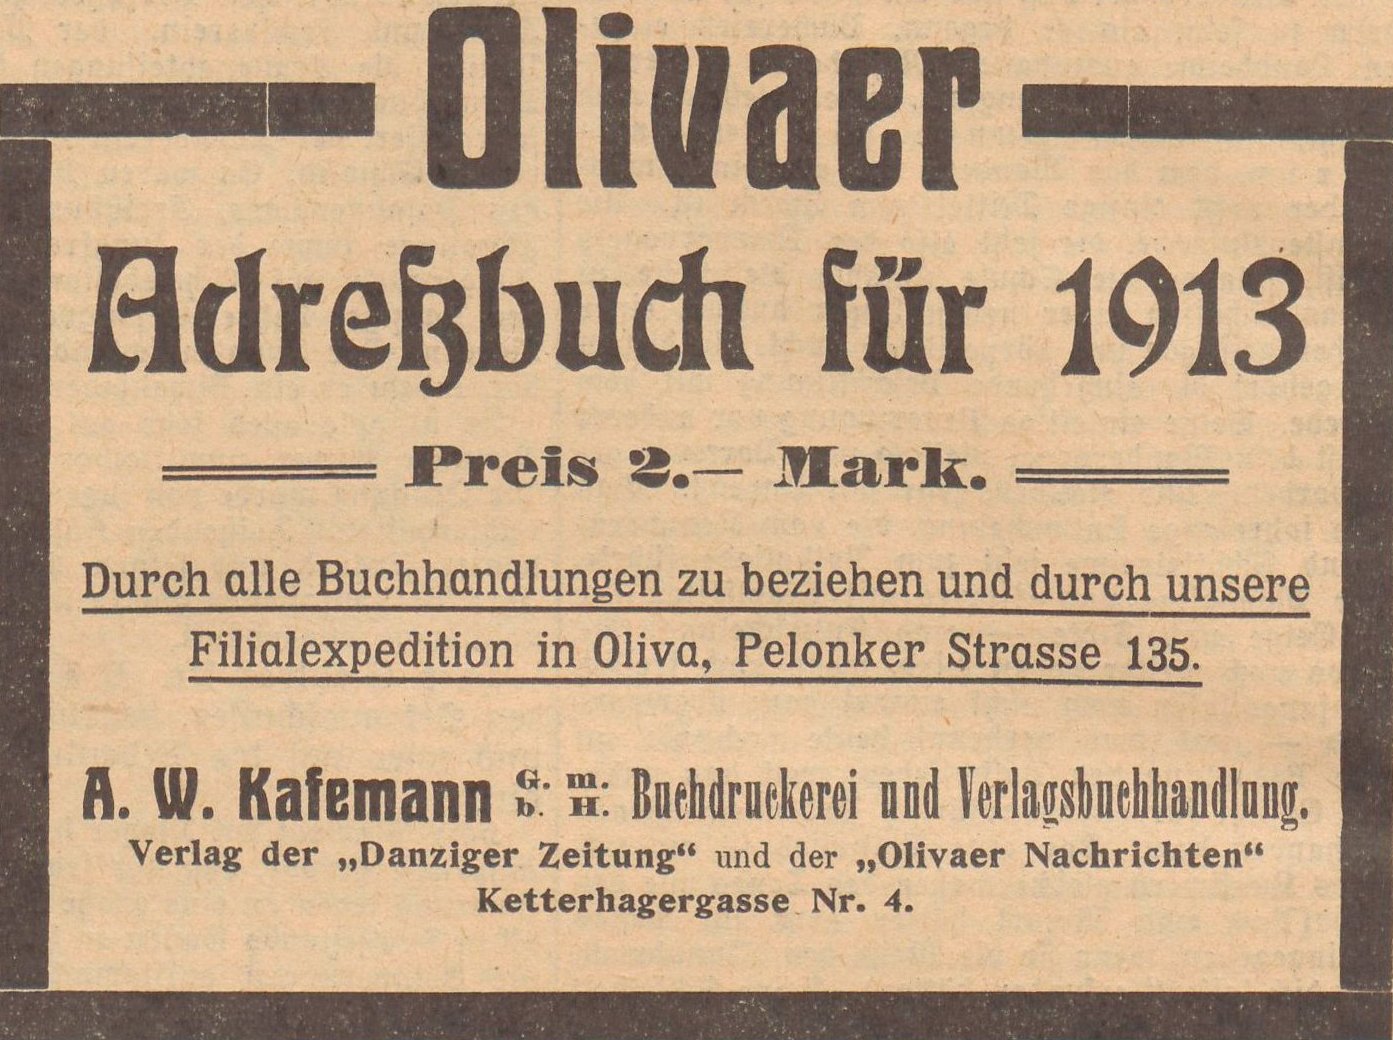 Olivaer
Adreßbuch für 1913
Preis 2.— Mark.
Durch alle Buchhandlungen zu beziehen und durch unsere
Filialexpedition in Oliva, Pelonker Strasse 135.
A. W. Kafemann G. m. b. H. Buchdruckerei und Verlagsbuchhandlung.
Verlag der „Danziger Zeitung“ und der „Olivaer Nachrichten“
Ketterhagergasse Nr. 4.